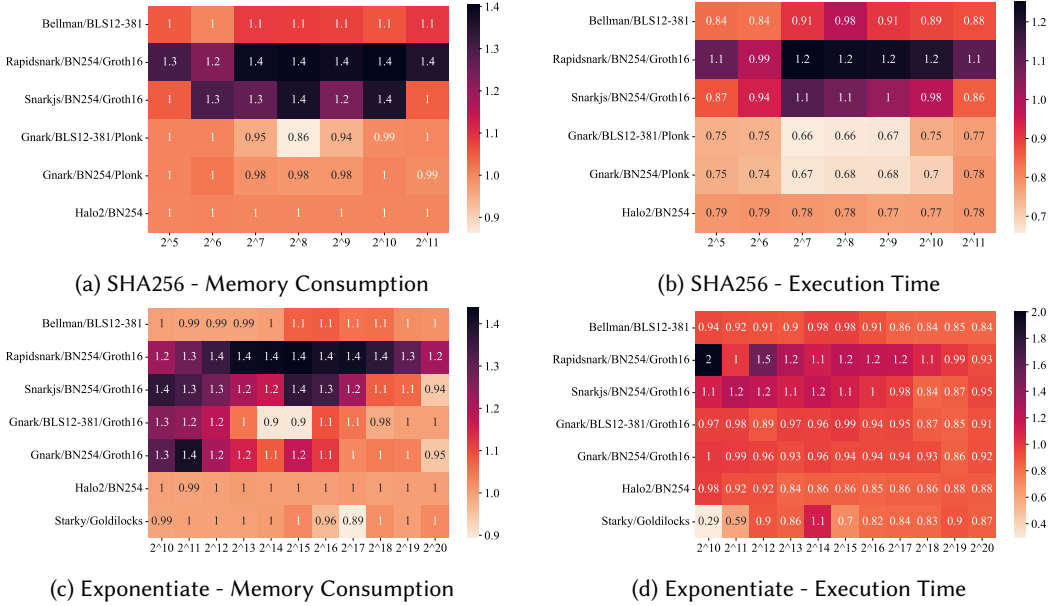 Bellman/BLS12-381 1 1 1.1 1.1 1.1 1.1 1.1
Rapidsnark/BN254/Groth16 1.3 1.2 1.4 1.4 1.4 1.4 1.4
Snarkjs/BN254/Groth16 1 1.3 1.3 1.4 1.2 1.4 1
Gnark/BLS12-381/Plonk 1 1 0.95 0.86 0.94 0.99 1
Gnark/BN254/Plonk 1 1 0.98 0.98 0.98 1 0.99
Halo2/BN254 1 1 1 1 1 1 1
2^5 2^6 2^7 2^8 2^9 2^10 2^11
1.4
1.3
1.2
1.1
1.0
0.9
(a) SHA256 - Memory Consumption
Bellman/BLS12-381 0.84 0.84 0.91 0.98 0.91 0.89 0.88
Rapidsnark/BN254/Groth16 1.1 0.99 1.2 1.2 1.2 1.2 1.1
Snarkjs/BN254/Groth16 0.87 0.94 1.1 1.1 1 0.98 0.86
Gnark/BLS12-381/Plonk 0.75 0.75 0.66 0.66 0.67 0.75 0.77
Gnark/BN254/Plonk 0.75 0.74 0.67 0.68 0.68 0.7 0.78
Halo2/BN254 0.79 0.79 0.78 0.78 0.77 0.77 0.78
2^5 2^6 2^7 2^8 2^9 2^10 2^11
1.2
1.1
1.0
0.9
0.8
0.7
(b) SHA256 - Execution Time
Bellman/BLS12-381 1 0.99 0.99 0.99 1 1.1 1.1 1.1 1.1 1 1
Rapidsnark/BN254/Groth16 1.2 1.3 1.4 1.4 1.4 1.4 1.4 1.4 1.4 1.3 1.2
Snarkjs/BN254/Groth16 1.4 1.3 1.3 1.2 1.2 1.4 1.3 1.2 1.1 1.1 0.94
Gnark/BLS12-381/Groth16 1.3 1.2 1.2 1 0.9 0.9 1.1 1.1 0.98 1 1
Gnark/BN254/Groth16 1.3 1.4 1.2 1.2 1.1 1.2 1.1 1 1 1 0.95
Halo2/BN254 1 0.99 1 1 1 1 1 1 1 1 1
Starky/Goldilocks 0.99 1 1 1 1 1 0.96 0.89 1 1 1
2^10 2^11 2^12 2^13 2^14 2^15 2^16 2^17 2^18 2^19 2^20
1.4
1.3
1.2
1.1
1.0
0.9
(c) Exponentiate - Memory Consumption
Bellman/BLS12-381 0.94 0.92 0.91 0.9 0.98 0.98 0.91 0.86 0.84 0.85 0.84
Rapidsnark/BN254/Groth16 2 1 1.5 1.2 1.1 1.2 1.2 1.2 1.1 0.99 0.93
Snarkjs/BN254/Groth16 1.1 1.2 1.2 1.1 1.2 1.1 1 0.98 0.84 0.87 0.95
Gnark/BLS12-381/Groth16 0.97 0.98 0.89 0.97 0.96 0.99 0.94 0.95 0.87 0.85 0.91
Gnark/BN254/Groth16 1 0.99 0.96 0.93 0.96 0.94 0.94 0.94 0.93 0.86 0.92
Halo2/BN254 0.98 0.92 0.92 0.84 0.86 0.84 0.86 0.86 0.86 0.88 0.88
Starky/Goldilocks 0.29 0.59 0.9 0.86 1.1 0.7 0.82 0.84 0.83 0.9 0.87
2^10 2^11 2^12 2^13 2^14 2^15 2^16 2^17 2^18 2^19 2^20
2.0
1.8
1.6
1.4
1.2
1.0
0.8
0.6
0.4
(d) Exponentiate - Execution Time